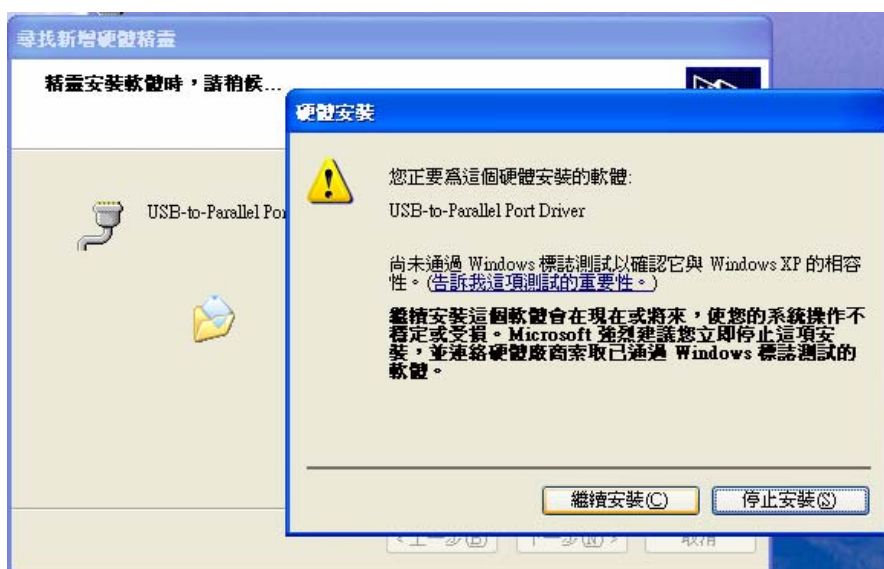 尋找新增硬體精靈
精靈安裝軟體時，請稍候...
硬體安裝
USB-to-Parallel Por
您正要為這個硬體安裝的軟體:
USB-to-Parallel Port Driver
尚未通過 Windows 標誌測試以確認它與 Windows XP 的相容
性。(告訴我這項測試的重要性。)
繼續安裝這個軟體會在現在或將來，使您的系統操作不
穩定或受損。Microsoft 強烈建議您立即停止這項安
裝，並連絡硬體廠商索取已通過 Windows 標誌測試的
軟體。
繼續安裝(C)
停止安裝(S)
<上一步(B)
下一步(N)>
取消